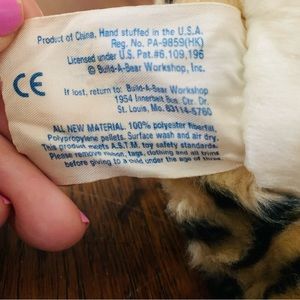 Product of China. Hand stuffed in the U.S.A.
Reg. No. PA-9859(HK)
Licensed under U.S. Pat.#6,109,196
© Build-A-Bear Workshop, Inc.
CE
If lost, return to: Build-A-Bear Workshop
1954 Innerbelt Bus. Ctr. Dr.
St. Louis, Mo. 63114-5760
ALL NEW MATERIAL. 100% polyester fiberfill.
Polypropylene pellets. Surface wash and air dry.
This product meets A.S.T.M. toy safety standards.
Please remove ribbon, tags, clothing and all trims
before giving to a child under age of three.